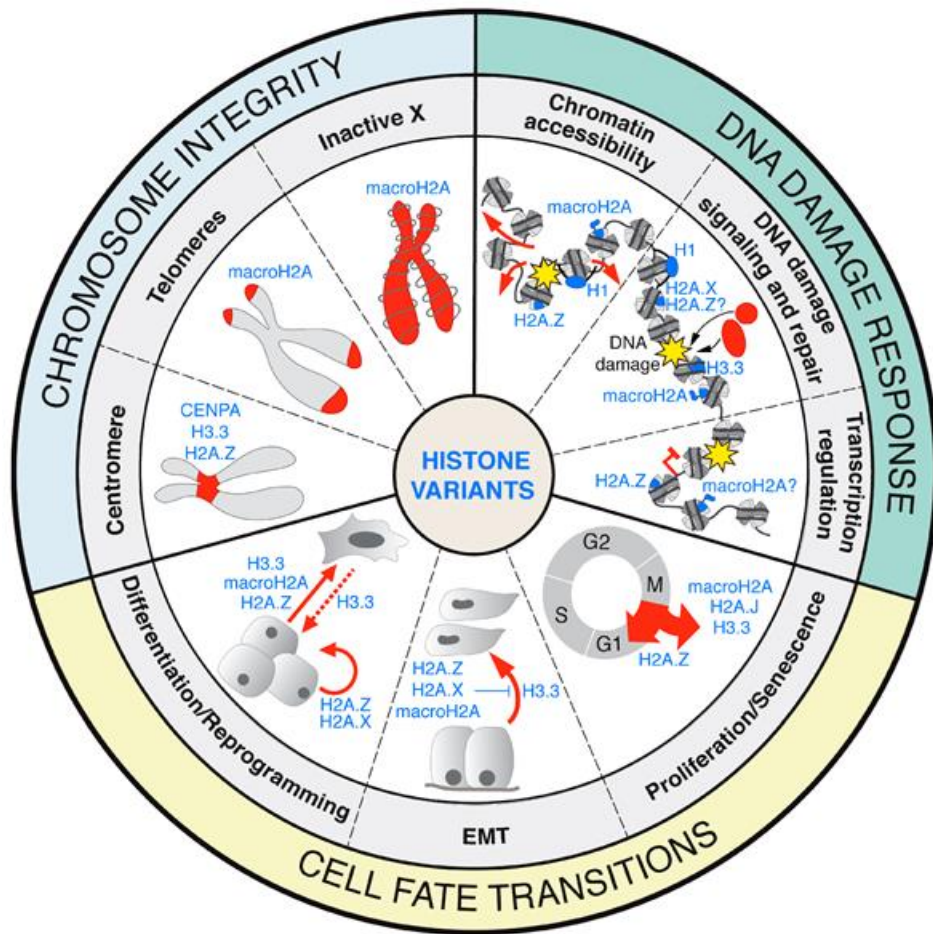 CHROMOSOME INTEGRITY
Inactive X
macroH2A
Telomeres
macroH2A
Centromere
CENPA
H3.3
H2A.Z
DNA DAMAGE RESPONSE
Chromatin
accessibility
macroH2A
H1
H2A.Z
DNA damage
signaling and repair
H1
H2A.X
H2A.Z?
DNA
damage
H3.3
macroH2A
Transcription
regulation
H2A.Z
macroH2A?
HISTONE
VARIANTS
CELL FATE TRANSITIONS
Differentiation/Reprogramming
H3.3
macroH2A
H2A.Z
H3.3
H2A.Z
H2A.X
EMT
H2A.Z
H2A.X
macroH2A
H3.3
Proliferation/Senescence
G2
M
S
G1
macroH2A
H2A.J
H3.3
H2A.Z